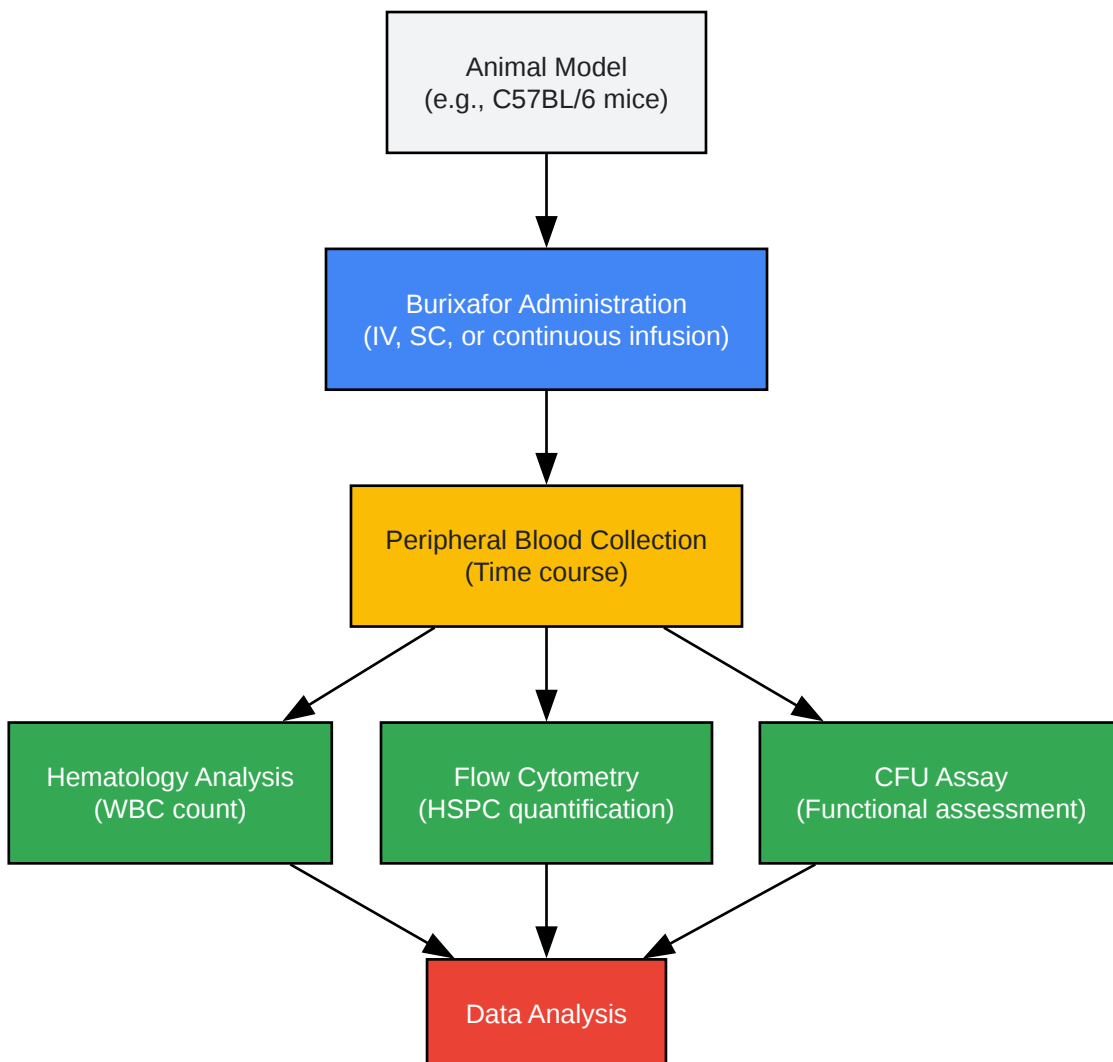 Animal Model
(e.g., C57BL/6 mice)
Burixafor Administration
(IV, SC, or continuous infusion)
Peripheral Blood Collection
(Time course)
Hematology Analysis
(WBC count)
Flow Cytometry
(HSPC quantification)
CFU Assay
(Functional assessment)
Data Analysis